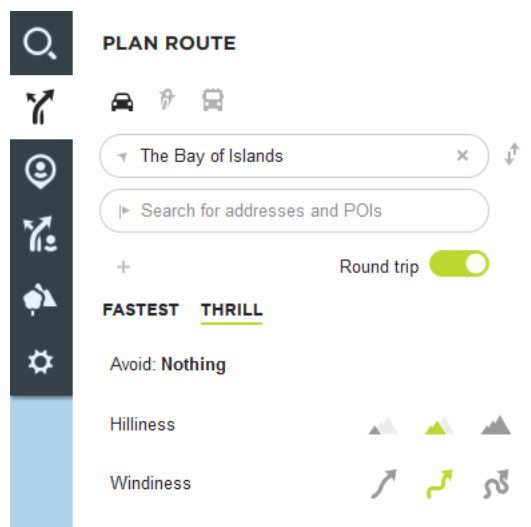 PLAN ROUTE
The Bay of Islands
Search for addresses and POIs
Round trip
FASTEST THRILL
Avoid: Nothing
Hilliness
Windiness